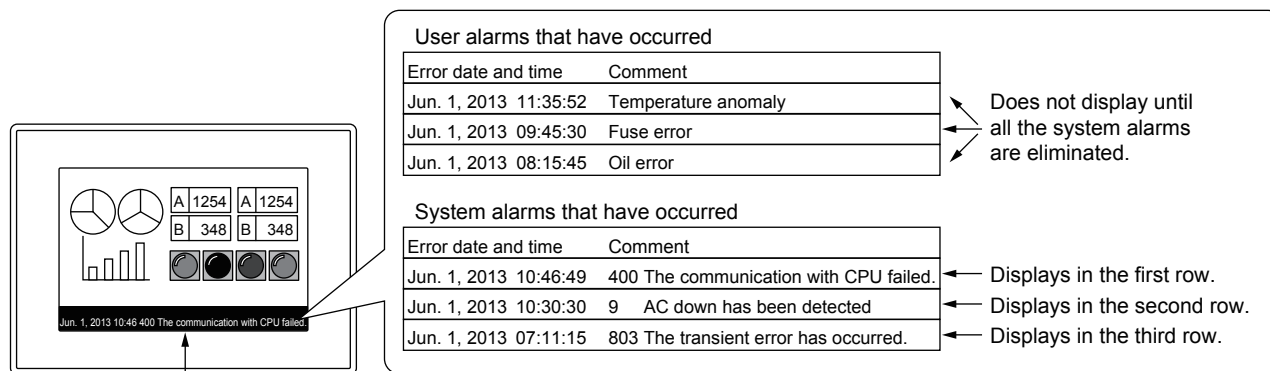 User alarms that have occurred
Error date and time Comment
Jun. 1, 2013 11:35:52 Temperature anomaly
Jun. 1, 2013 09:45:30 Fuse error
Jun. 1, 2013 08:15:45 Oil error
Does not display until
all the system alarms
are eliminated.
System alarms that have occurred
Error date and time Comment
Jun. 1, 2013 10:46:49 400 The communication with CPU failed.
Displays in the first row.
Jun. 1, 2013 10:30:30 9 AC down has been detected
Displays in the second row.
Jun. 1, 2013 07:11:15 803 The transient error has occurred.
Displays in the third row.
A 1254 A 1254
B 348 B 348
Jun. 1, 2013 10:46 400 The communication with CPU failed.